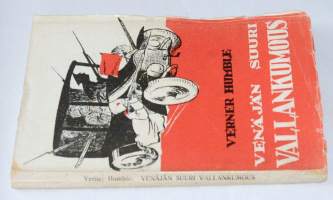 VERNER HUMBLE
VENÄJÄN SUURI
VALLANKUMOUS
Verner Humble: VENÄJÄN SUURI VALLANKUMOUS